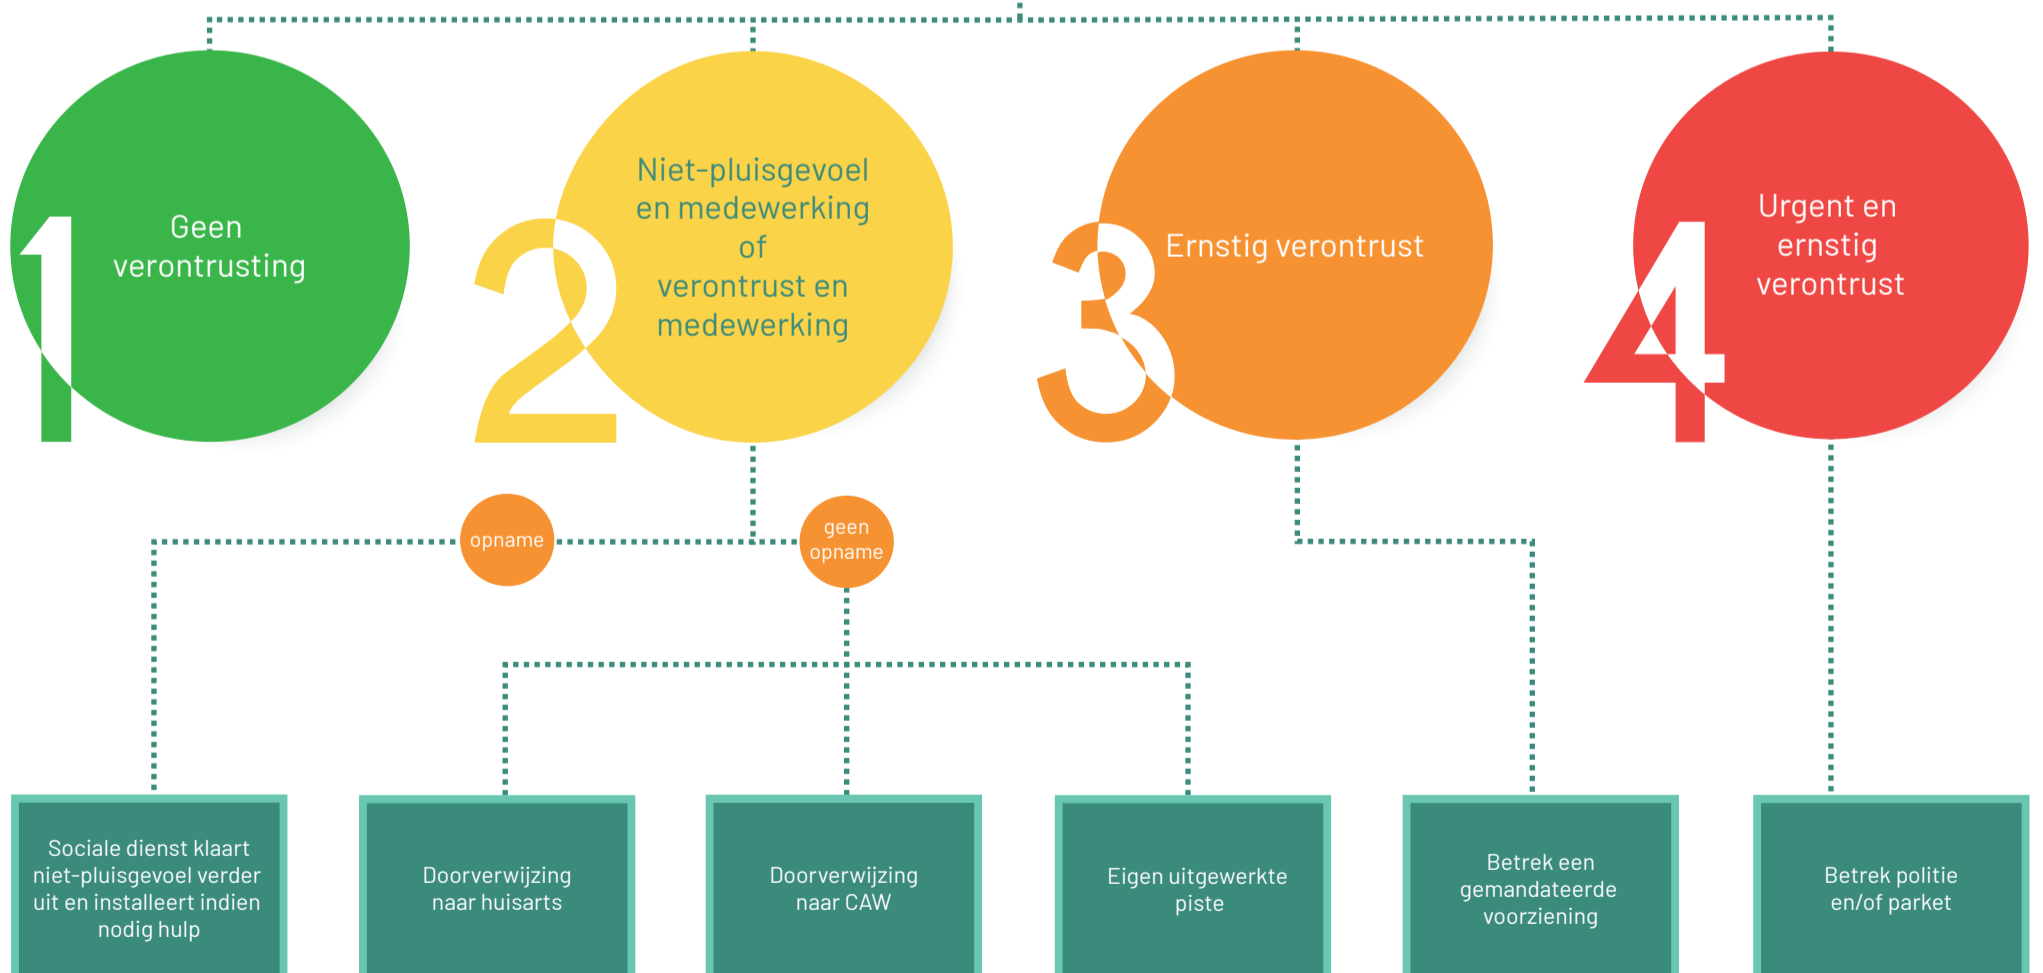 1
Geen
verontrusting
2
Niet-pluisgevoel
en medewerking
of
verontrust en
medewerking
3
Ernstig verontrust
4
Urgent en
ernstig
verontrust
opname
geen
opname
Sociale dienst klaart
niet-pluisgevoel verder
uit en installeert indien
nodig hulp
Doorverwijzing
naar huisarts
Doorverwijzing
naar CAW
Eigen uitgewerkte
piste
Betrek een
gemandateerde
voorziening
Betrek politie
en/of parket